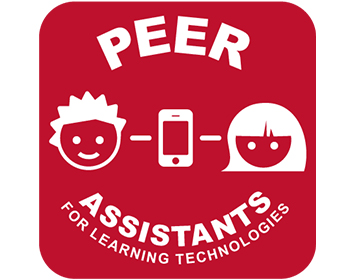 PEER
ASSISTANTS
FOR LEARNING TECHNOLOGIES